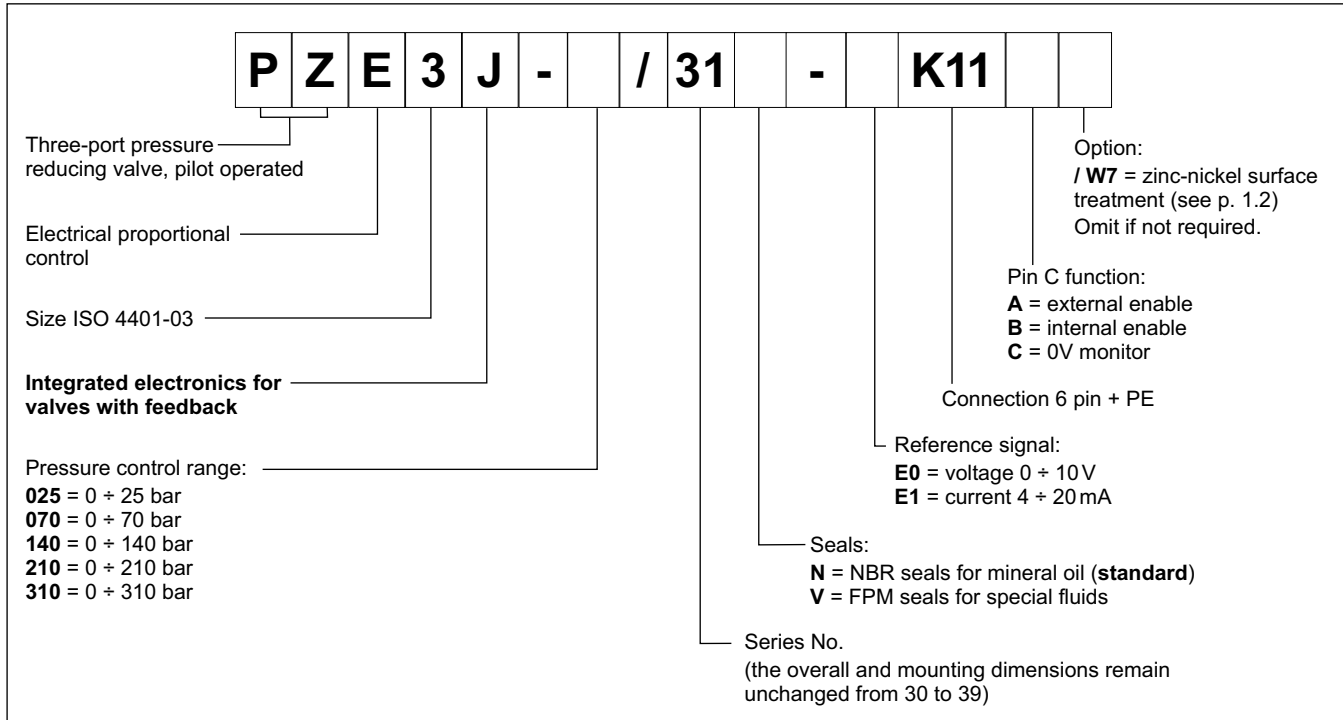 P Z E 3 J - / 31 - K11
Three-port pressure
reducing valve, pilot operated
Electrical proportional
control
Size ISO 4401-03
Integrated electronics for
valves with feedback
Pressure control range:
025 = 0 ÷ 25 bar
070 = 0 ÷ 70 bar
140 = 0 ÷ 140 bar
210 = 0 ÷ 210 bar
310 = 0 ÷ 310 bar
Option:
/ W7 = zinc-nickel surface
treatment (see p. 1.2)
Omit if not required.
Pin C function:
A = external enable
B = internal enable
C = 0V monitor
Connection 6 pin + PE
Reference signal:
E0 = voltage 0 ÷ 10 V
E1 = current 4 ÷ 20 mA
Seals:
N = NBR seals for mineral oil (standard)
V = FPM seals for special fluids
Series No.
(the overall and mounting dimensions remain
unchanged from 30 to 39)